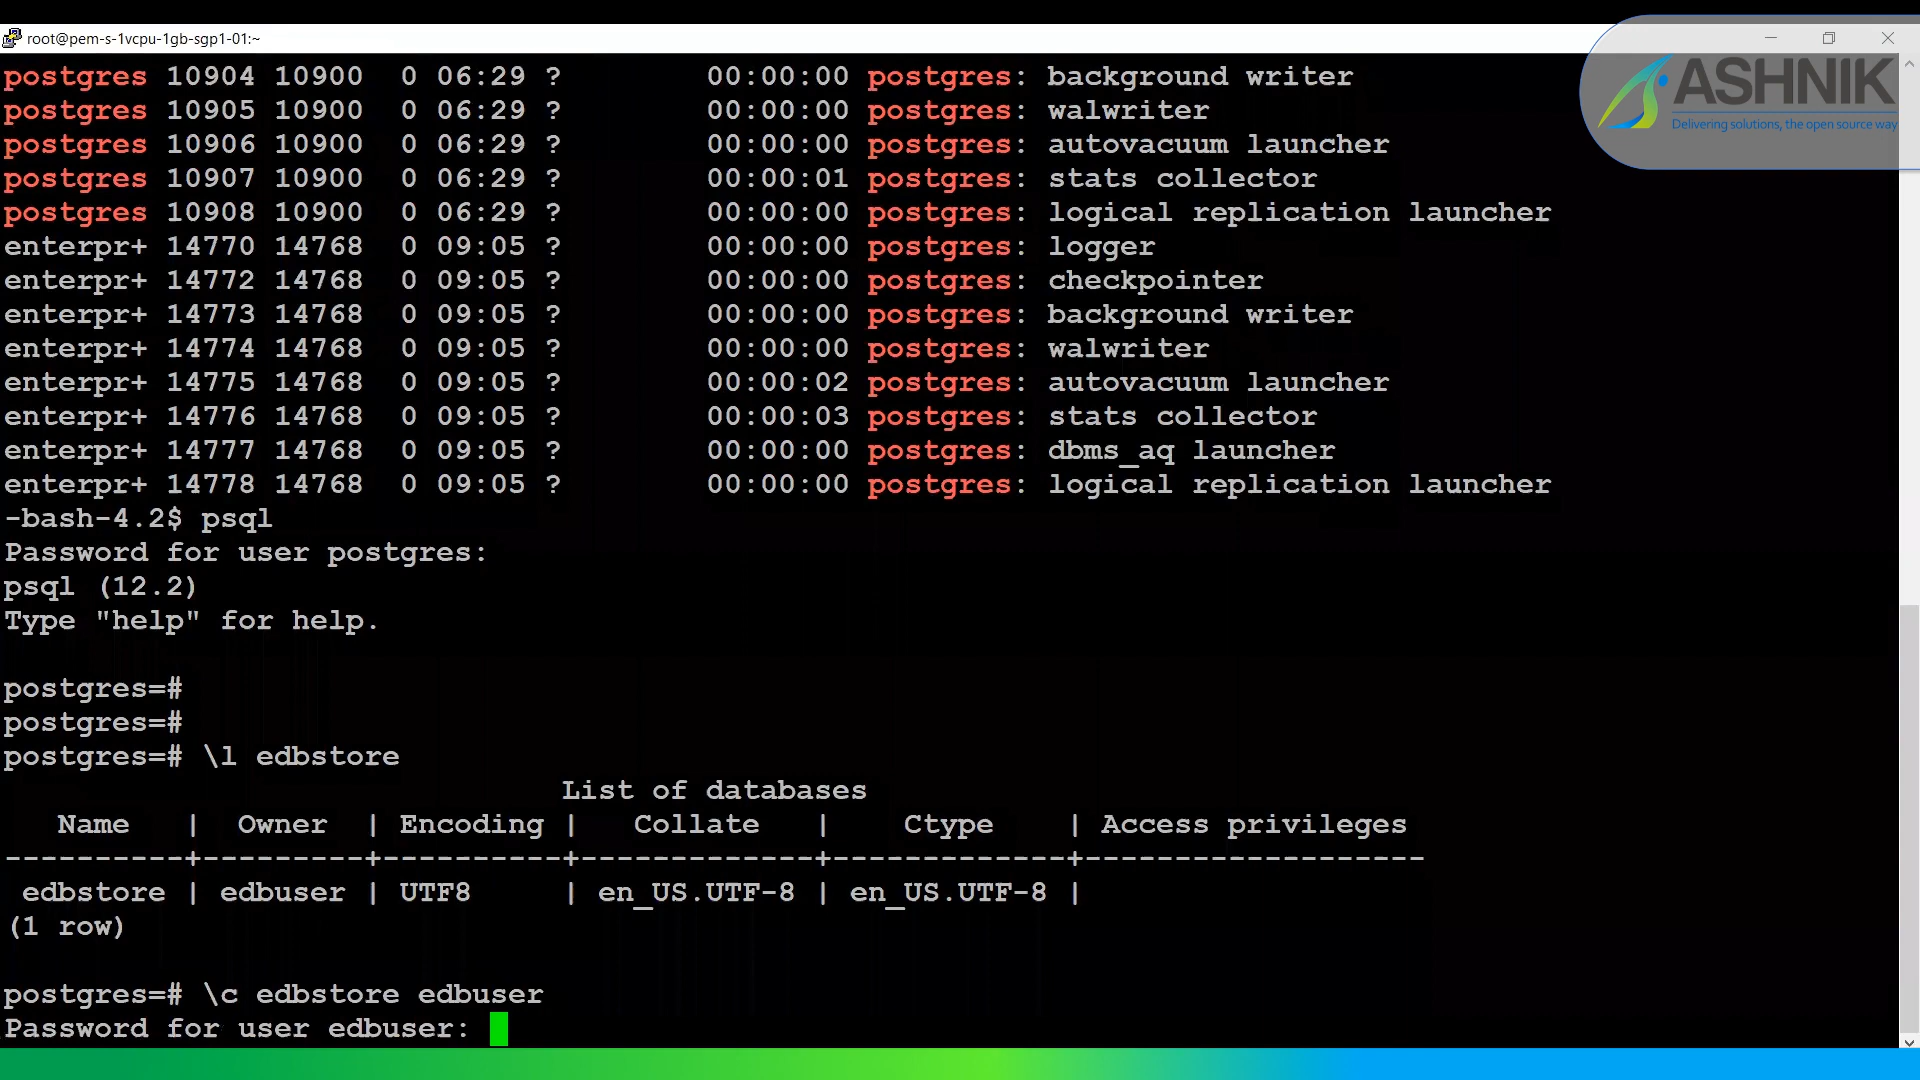 root@pem-s-1vcpu-1gb-sgp1-01:~
ASHNIK
Delivering solutions, the open source way
postgres 10904 10900  0 06:29 ?        00:00:00 postgres: background writer
postgres 10905 10900  0 06:29 ?        00:00:00 postgres: walwriter
postgres 10906 10900  0 06:29 ?        00:00:00 postgres: autovacuum launcher
postgres 10907 10900  0 06:29 ?        00:00:01 postgres: stats collector
postgres 10908 10900  0 06:29 ?        00:00:00 postgres: logical replication launcher
enterpr+ 14770 14768  0 09:05 ?        00:00:00 postgres: logger
enterpr+ 14772 14768  0 09:05 ?        00:00:00 postgres: checkpointer
enterpr+ 14773 14768  0 09:05 ?        00:00:00 postgres: background writer
enterpr+ 14774 14768  0 09:05 ?        00:00:00 postgres: walwriter
enterpr+ 14775 14768  0 09:05 ?        00:00:02 postgres: autovacuum launcher
enterpr+ 14776 14768  0 09:05 ?        00:00:03 postgres: stats collector
enterpr+ 14777 14768  0 09:05 ?        00:00:00 postgres: dbms_aq launcher
enterpr+ 14778 14768  0 09:05 ?        00:00:00 postgres: logical replication launcher
-bash-4.2$ psql
Password for user postgres:
psql (12.2)
Type "help" for help.
postgres=#
postgres=#
postgres=# \l edbstore
                               List of databases
   Name   |  Owner  | Encoding |   Collate   |    Ctype    | Access privileges
----------+---------+----------+-------------+-------------+-------------------
 edbstore | edbuser | UTF8     | en_US.UTF-8 | en_US.UTF-8 |
(1 row)
postgres=# \c edbstore edbuser
Password for user edbuser: